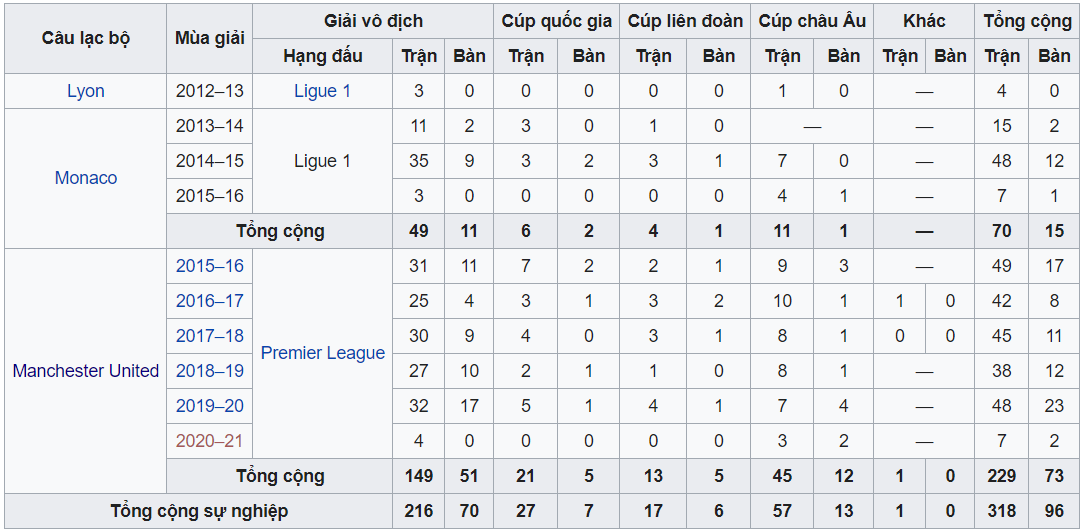 Câu lạc bộ Mùa giải Giải vô địch Cúp quốc gia Cúp liên đoàn Cúp châu Âu Khác Tổng cộng
Hạng đấu Trận Bàn Trận Bàn Trận Bàn Trận Bàn Trận Bàn Trận Bàn
Lyon 2012–13 Ligue 1 3 0 0 0 0 0 1 0 — 4 0
Monaco 2013–14 Ligue 1 11 2 3 0 1 0 — — 15 2
2014–15 35 9 3 2 3 1 7 0 — 48 12
2015–16 3 0 0 0 0 0 4 1 — 7 1
Tổng cộng 49 11 6 2 4 1 11 1 — 70 15
Manchester United 2015–16 Premier League 31 11 7 2 2 1 9 3 — 49 17
2016–17 25 4 3 1 3 2 10 1 1 0 42 8
2017–18 30 9 4 0 3 1 8 1 0 0 45 11
2018–19 27 10 2 1 1 0 8 1 — 38 12
2019–20 32 17 5 1 4 1 7 4 — 48 23
2020–21 4 0 0 0 0 0 3 2 — 7 2
Tổng cộng 149 51 21 5 13 5 45 12 1 0 229 73
Tổng cộng sự nghiệp 216 70 27 7 17 6 57 13 1 0 318 96